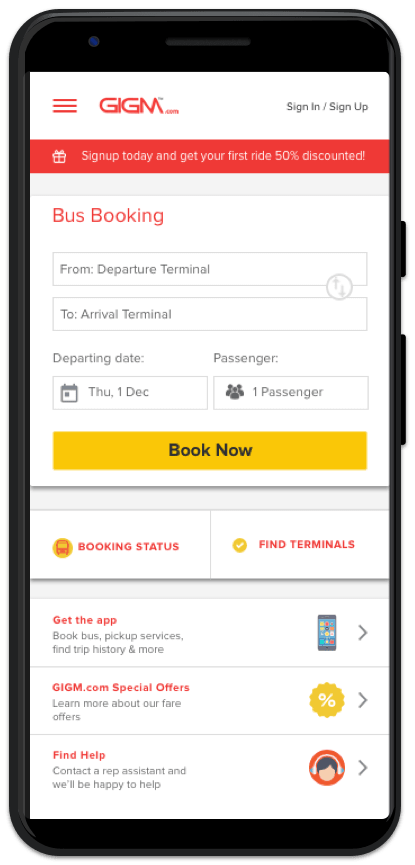 GIGM.com
Sign In / Sign Up
Signup today and get your first ride 50% discounted!
Bus Booking
From: Departure Terminal
To: Arrival Terminal
Departing date:
Passenger:
Thu, 1 Dec
1 Passenger
Book Now
BOOKING STATUS
FIND TERMINALS
Get the app
Book bus, pickup services,
find trip history & more
GIGM.com Special Offers
Learn more about our fare
offers
%
Find Help
Contact a rep assistant and
we'll be happy to help